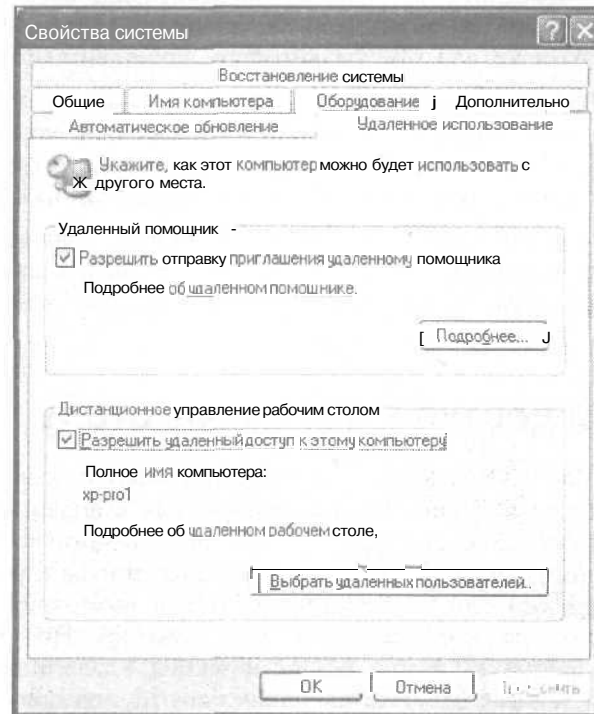 Свойства системы
Восстановление системы
Общие Имя компьютера Оборудование j Дополнительно
Автоматическое обновление Удаленное использование
Укажите, как этот компьютер можно будет использовать с
Ж другого места.
Удаленный помощник -
Разрешить отправку приглашения удаленному помощника
Подробнее об удаленном помошнике.
[ Подробнее... J
Дистанционное управление рабочим столом
Разрешить удаленный доступ к этому компьютеру
Полное имя компьютера:
xp-pro1
Подробнее об удаленном рабочем столе,
Выбрать удаленных пользователей..
OK Отмена